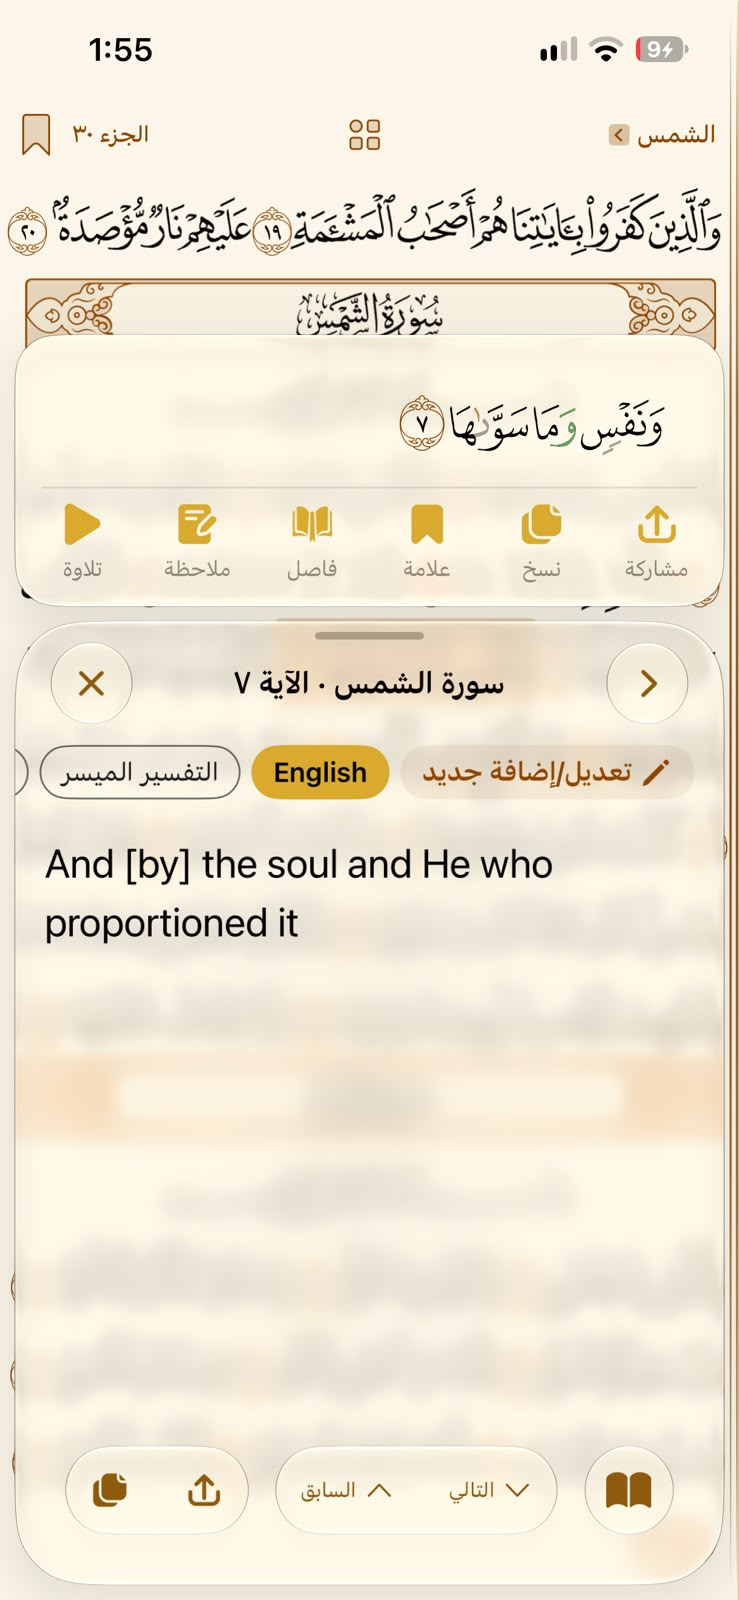 1:55
9
الشمس
الجزء ٣٠
وَٱلَّذِينَ كَفَرُوا۟ بِـَٔايَـٰتِنَا هُمْ أَصْحَـٰبُ ٱلْمَشْـَٔمَةِ ١٩ عَلَيْهِمْ نَارٌ مُّؤْصَدَةٌۢ ٢٠
سُورَةُ الشَّمْسِ
وَنَفْسٍ وَمَا سَوَّىٰهَا ٧
مشاركة نسخ علامة فاصل ملاحظة تلاوة
سورة الشمس · الآية ٧
تعديل/إضافة جديد English التفسير الميسر
And [by] the soul and He who
proportioned it
التالي السابق